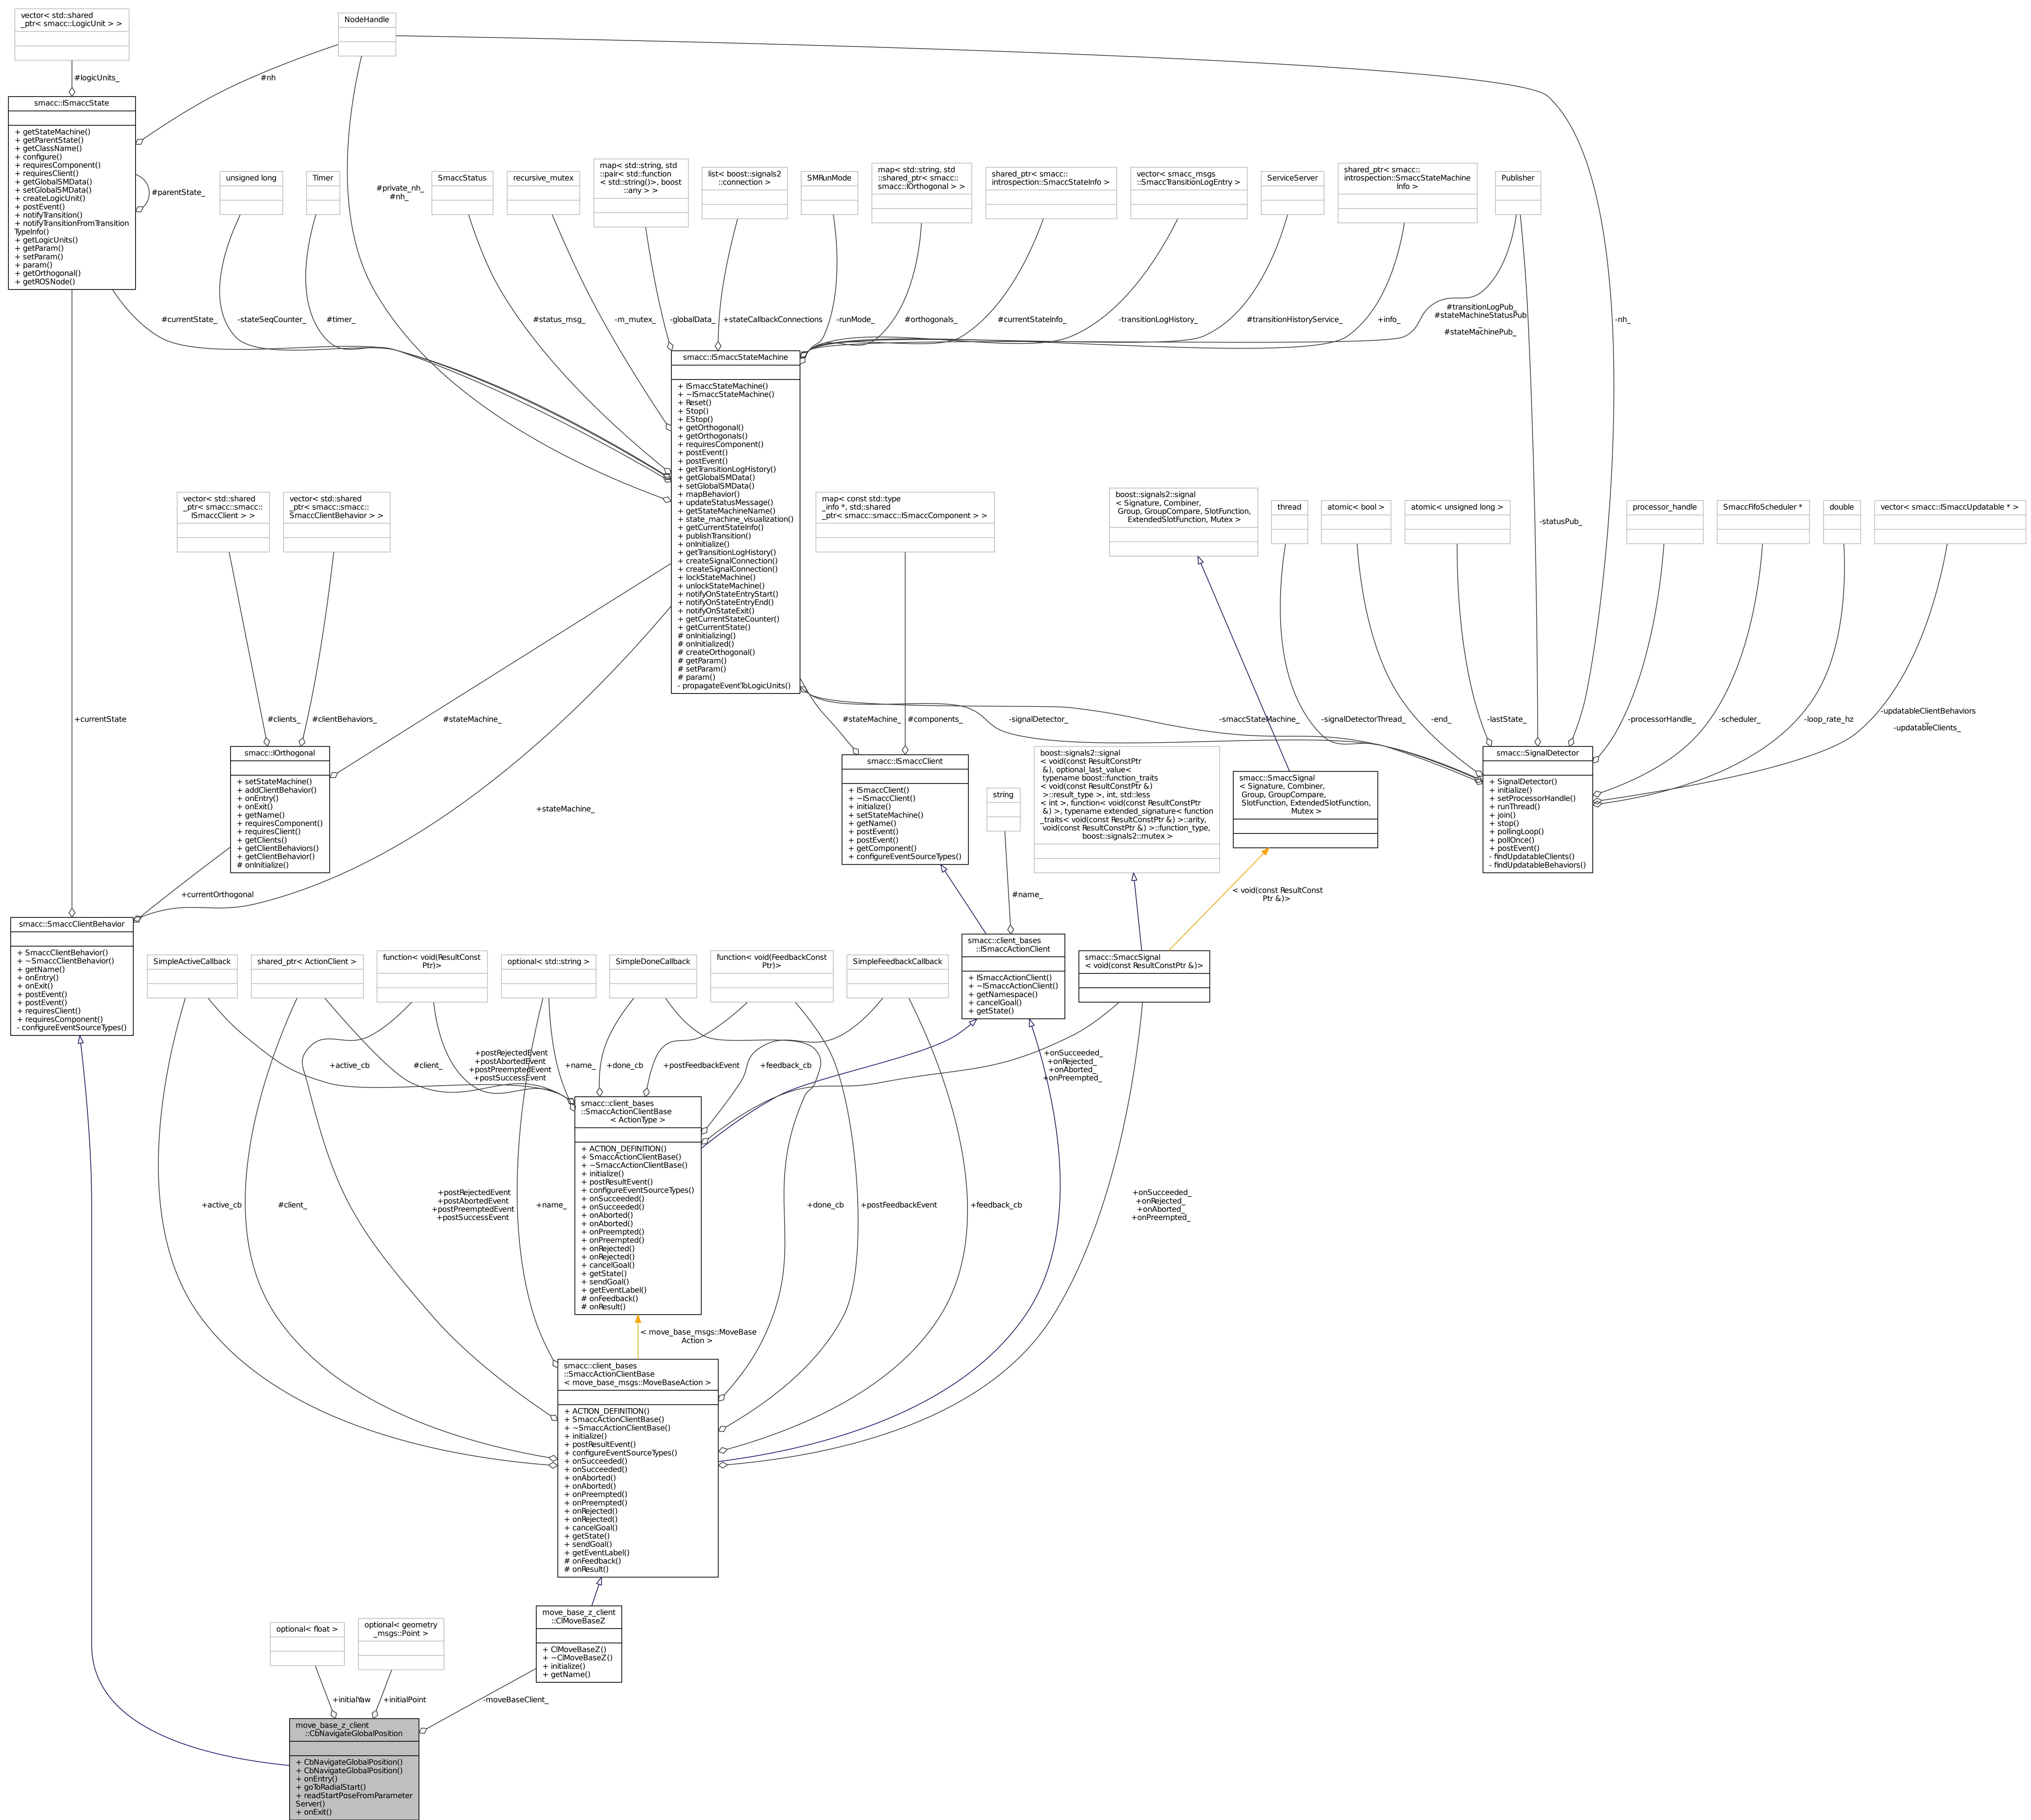 vector< std::shared
_ptr< smacc::LogicUnit > >
NodeHandle
#logicUnits_
#nh
smacc::ISmaccState
+ getStateMachine()
+ getParentState()
+ getClassName()
+ configure()
+ requiresComponent()
+ requiresClient()
+ getGlobalSMData()
+ setGlobalSMData()
+ createLogicUnit()
+ postEvent()
+ notifyTransition()
+ notifyTransitionFromTransition
TypeInfo()
+ getLogicUnits()
+ getParam()
+ setParam()
+ param()
+ getOrthogonal()
+ getROSNode()
#parentState_
unsigned long
Timer
#private_nh_
#nh_
SmaccStatus
recursive_mutex
map< std::string, std
::pair< std::function
< std::string()>, boost
::any > >
list< boost::signals2
::connection >
SMRunMode
map< std::string, std
::shared_ptr< smacc::
smacc::IOrthogonal > >
shared_ptr< smacc::
introspection::SmaccStateInfo >
vector< smacc_msgs
::SmaccTransitionLogEntry >
ServiceServer
shared_ptr< smacc::
introspection::SmaccStateMachine
Info >
Publisher
#currentState_
-stateSeqCounter_
#timer_
#status_msg_
-m_mutex_
-globalData_
+stateCallbackConnections
-runMode_
#orthogonals_
#currentStateInfo_
-transitionLogHistory_
#transitionHistoryService_
+info_
#transitionLogPub_
#stateMachineStatusPub
_
#stateMachinePub_
-nh_
smacc::ISmaccStateMachine
+ ISmaccStateMachine()
+ ~ISmaccStateMachine()
+ Reset()
+ Stop()
+ EStop()
+ getOrthogonal()
+ getOrthogonals()
+ requiresComponent()
+ postEvent()
+ postEvent()
+ getTransitionLogHistory()
+ getGlobalSMData()
+ setGlobalSMData()
+ mapBehavior()
+ updateStatusMessage()
+ getStateMachineName()
+ state_machine_visualization()
+ getCurrentStateInfo()
+ publishTransition()
+ onInitialize()
+ getTransitionLogHistory()
+ createSignalConnection()
+ createSignalConnection()
+ lockStateMachine()
+ unlockStateMachine()
+ notifyOnStateEntryStart()
+ notifyOnStateEntryEnd()
+ notifyOnStateExit()
+ getCurrentStateCounter()
+ getCurrentState()
# onInitializing()
# onInitialized()
# createOrthogonal()
# getParam()
# setParam()
# param()
- propagateEventToLogicUnits()
vector< std::shared
_ptr< smacc::smacc::
ISmaccClient > >
vector< std::shared
_ptr< smacc::smacc::
SmaccClientBehavior > >
map< const std::type
_info *, std::shared
_ptr< smacc::smacc::ISmaccComponent > >
boost::signals2::signal
< Signature, Combiner,
Group, GroupCompare, SlotFunction,
ExtendedSlotFunction, Mutex >
thread
atomic< bool >
atomic< unsigned long >
-statusPub_
processor_handle
SmaccFifoScheduler *
double
vector< smacc::ISmaccUpdatable * >
+currentState
#clients_
#clientBehaviors_
#stateMachine_
#stateMachine_
#components_
-signalDetector_
-smaccStateMachine_
-signalDetectorThread_
-end_
-lastState_
-processorHandle_
-scheduler_
-loop_rate_hz
-updatableClientBehaviors
_
-updatableClients_
smacc::IOrthogonal
+ setStateMachine()
+ addClientBehavior()
+ onEntry()
+ onExit()
+ getName()
+ requiresComponent()
+ requiresClient()
+ getClients()
+ getClientBehaviors()
+ getClientBehavior()
# onInitialize()
+stateMachine_
smacc::ISmaccClient
+ ISmaccClient()
+ ~ISmaccClient()
+ initialize()
+ setStateMachine()
+ getName()
+ postEvent()
+ postEvent()
+ getComponent()
+ configureEventSourceTypes()
string
boost::signals2::signal
< void(const ResultConstPtr
&), optional_last_value<
typename boost::function_traits
< void(const ResultConstPtr &)
>::result_type >, int, std::less
< int >, function< void(const ResultConstPtr
&) >, typename extended_signature< function
_traits< void(const ResultConstPtr &) >::arity,
void(const ResultConstPtr &) >::function_type,
boost::signals2::mutex >
smacc::SmaccSignal
< Signature, Combiner,
Group, GroupCompare,
SlotFunction, ExtendedSlotFunction,
Mutex >
smacc::SignalDetector
+ SignalDetector()
+ initialize()
+ setProcessorHandle()
+ runThread()
+ join()
+ stop()
+ pollingLoop()
+ pollOnce()
+ postEvent()
- findUpdatableClients()
- findUpdatableBehaviors()
+currentOrthogonal
#name_
< void(const ResultConst
Ptr &)>
smacc::SmaccClientBehavior
+ SmaccClientBehavior()
+ ~SmaccClientBehavior()
+ getName()
+ onEntry()
+ onExit()
+ postEvent()
+ postEvent()
+ requiresClient()
+ requiresComponent()
- configureEventSourceTypes()
SimpleActiveCallback
shared_ptr< ActionClient >
function< void(ResultConst
Ptr)>
optional< std::string >
SimpleDoneCallback
function< void(FeedbackConst
Ptr)>
SimpleFeedbackCallback
smacc::client_bases
::ISmaccActionClient
+ ISmaccActionClient()
+ ~ISmaccActionClient()
+ getNamespace()
+ cancelGoal()
+ getState()
smacc::SmaccSignal
< void(const ResultConstPtr &)>
+active_cb
#client_
+postRejectedEvent
+postAbortedEvent
+postPreemptedEvent
+postSuccessEvent
+name_
+done_cb
+postFeedbackEvent
+feedback_cb
+onSucceeded_
+onRejected_
+onAborted_
+onPreempted_
smacc::client_bases
::SmaccActionClientBase
< ActionType >
+ ACTION_DEFINITION()
+ SmaccActionClientBase()
+ ~SmaccActionClientBase()
+ initialize()
+ postResultEvent()
+ configureEventSourceTypes()
+ onSucceeded()
+ onSucceeded()
+ onAborted()
+ onAborted()
+ onPreempted()
+ onPreempted()
+ onRejected()
+ onRejected()
+ cancelGoal()
+ getState()
+ sendGoal()
+ getEventLabel()
# onFeedback()
# onResult()
+active_cb
#client_
+postRejectedEvent
+postAbortedEvent
+postPreemptedEvent
+postSuccessEvent
+name_
+done_cb
+postFeedbackEvent
+feedback_cb
+onSucceeded_
+onRejected_
+onAborted_
+onPreempted_
< move_base_msgs::MoveBase
Action >
smacc::client_bases
::SmaccActionClientBase
< move_base_msgs::MoveBaseAction >
+ ACTION_DEFINITION()
+ SmaccActionClientBase()
+ ~SmaccActionClientBase()
+ initialize()
+ postResultEvent()
+ configureEventSourceTypes()
+ onSucceeded()
+ onSucceeded()
+ onAborted()
+ onAborted()
+ onPreempted()
+ onPreempted()
+ onRejected()
+ onRejected()
+ cancelGoal()
+ getState()
+ sendGoal()
+ getEventLabel()
# onFeedback()
# onResult()
optional< float >
optional< geometry
_msgs::Point >
move_base_z_client
::ClMoveBaseZ
+ ClMoveBaseZ()
+ ~ClMoveBaseZ()
+ initialize()
+ getName()
+initialYaw
+initialPoint
-moveBaseClient_
move_base_z_client
::CbNavigateGlobalPosition
+ CbNavigateGlobalPosition()
+ CbNavigateGlobalPosition()
+ onEntry()
+ goToRadialStart()
+ readStartPoseFromParameter
Server()
+ onExit()